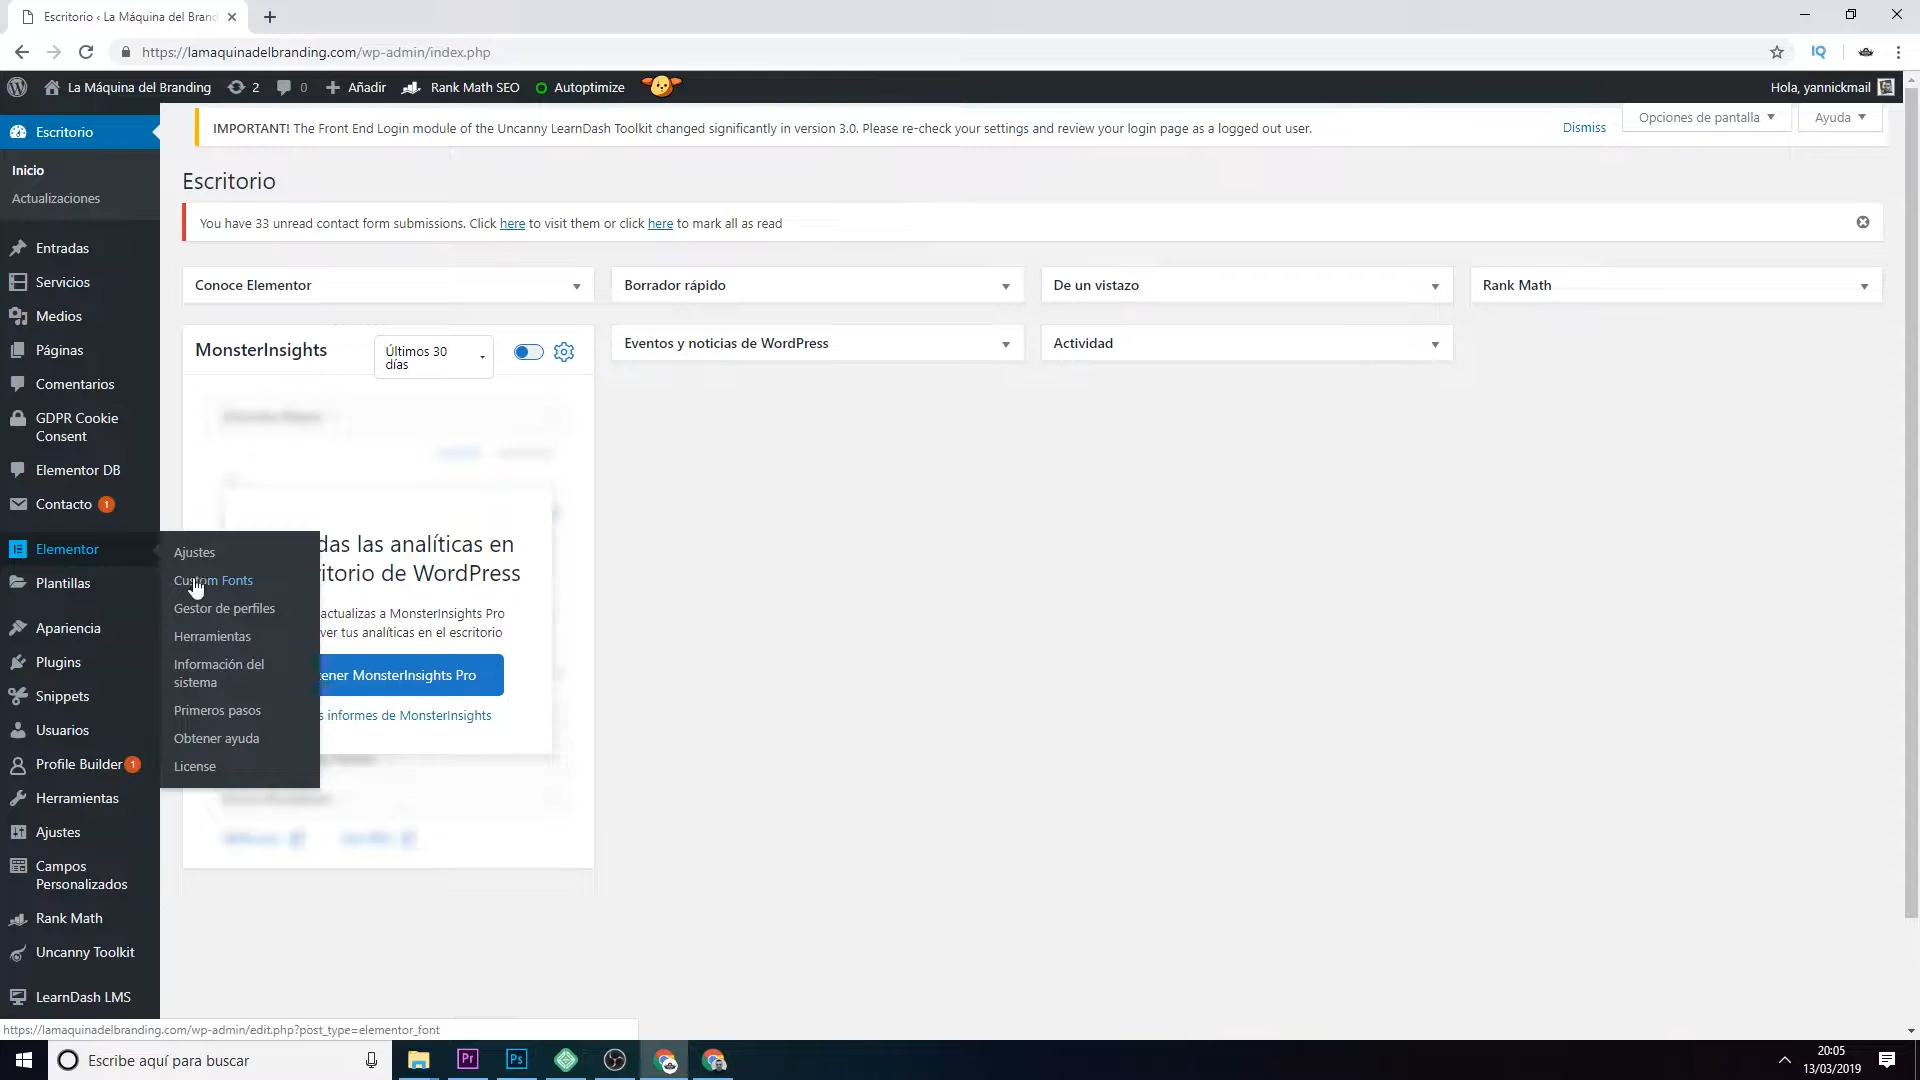 Escritorio ‹ La Máquina del Brand
https://lamaquinadelbranding.com/wp-admin/index.php
IQ
La Máquina del Branding 2 0 Añadir Rank Math SEO Autoptimize
Hola, yannickmail
Escritorio
Inicio
Actualizaciones
Entradas
Servicios
Medios
Páginas
Comentarios
GDPR Cookie
Consent
Elementor DB
Contacto 1
Elementor
Plantillas
Apariencia
Plugins
Snippets
Usuarios
Profile Builder 1
Herramientas
Ajustes
Campos
Personalizados
Rank Math
Uncanny Toolkit
LearnDash LMS
Ajustes
Custom Fonts
Gestor de perfiles
Herramientas
Información del
sistema
Primeros pasos
Obtener ayuda
License
IMPORTANT! The Front End Login module of the Uncanny LearnDash Toolkit changed significantly in version 3.0. Please re-check your settings and review your login page as a logged out user.
Dismiss
Opciones de pantalla
Ayuda
Escritorio
You have 33 unread contact form submissions. Click here to visit them or click here to mark all as read
Conoce Elementor
Borrador rápido
De un vistazo
Rank Math
MonsterInsights
Últimos 30
días
Eventos y noticias de WordPress
Actividad
das las analíticas en
itorio de WordPress
actualizas a MonsterInsights Pro
ver tus analíticas en el escritorio
ener MonsterInsights Pro
s informes de MonsterInsights
https://lamaquinadelbranding.com/wp-admin/edit.php?post_type=elementor_font
Escribe aquí para buscar
Pr
Ps
20:05
13/03/2019